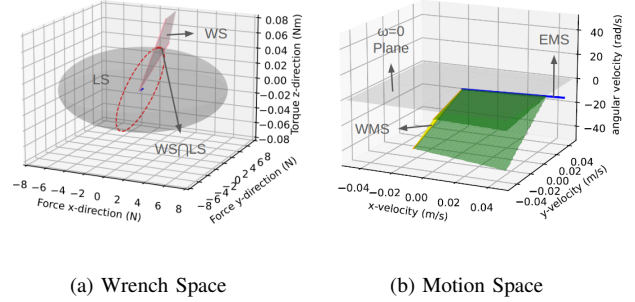 WS
LS
WS∩LS
0.08
0.06
0.04
0.02
0.00
−0.02
−0.04
−0.06
−0.08
Torque z-direction (Nm)
−8 −6 −4 −2 0 2 4 6 8
Force x-direction (N)
−8−6−4−2 0 2 4 6 8
Force y-direction (N)
(a) Wrench Space
ω=0
Plane
EMS
WMS
40
20
0
−20
−40
angular velocity (rad/s)
−0.04 −0.02 0.00 0.02 0.04
x-velocity (m/s)
−0.04 −0.02 0.00 0.02 0.04
y-velocity (m/s)
(b) Motion Space